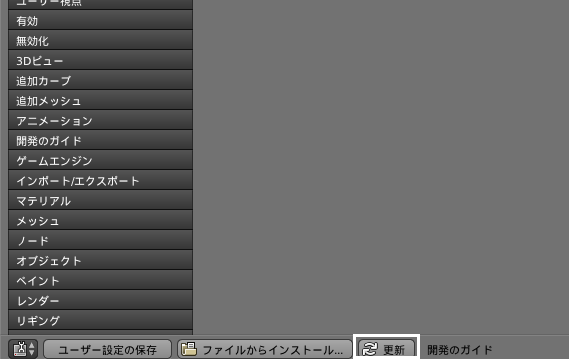 ユーザー視点
有効
無効化
3Dビュー
追加カーブ
追加メッシュ
アニメーション
開発のガイド
ゲームエンジン
インポート/エクスポート
マテリアル
メッシュ
ノード
オブジェクト
ペイント
レンダー
リギング
ユーザー設定の保存 ファイルからインストール... 更新 開発のガイド